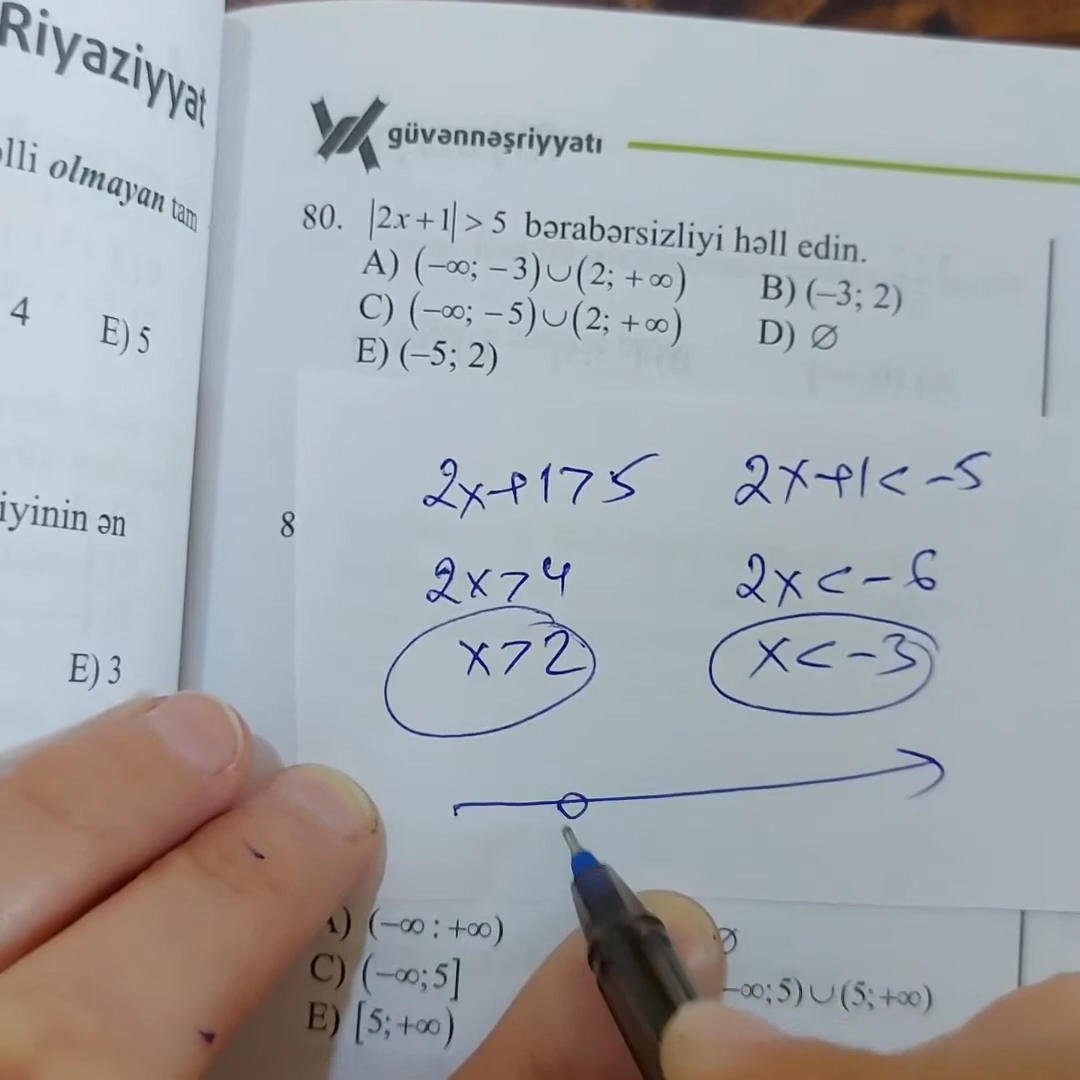 Riyaziyyat
olmayan tam
4
E) 5
iyinin ən
E) 3
güvənnəşriyyatı
80. |2x+1| > 5 bərabərsizliyi həll edin.
A) (−∞; −3)∪(2; +∞) B) (−3; 2)
C) (−∞; −5)∪(2; +∞) D) ∅
E) (−5; 2)
8
2x+1>5 2x+1<-5
2x>4 2x<-6
x>2 x<-3
A) (−∞; +∞) ∅
C) (−∞;5] −∞;5)∪(5;+∞)
E) [5;+∞)